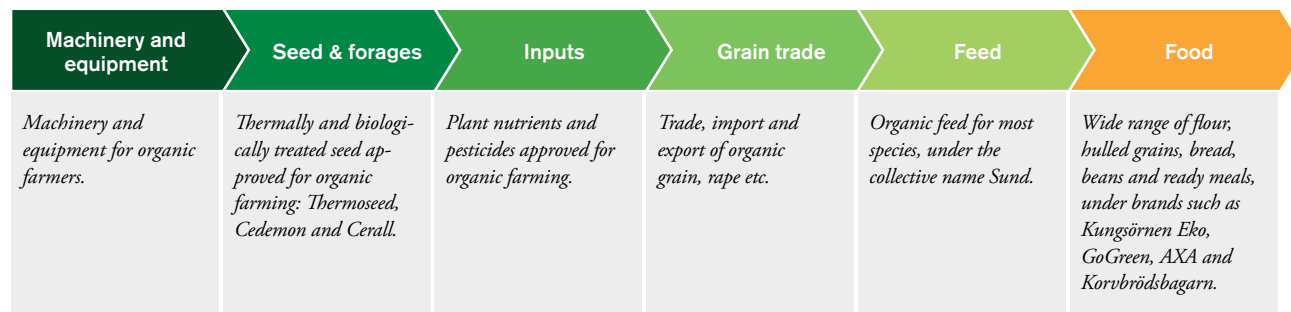 Machinery and
equipment
Seed & forages
Inputs
Grain trade
Feed
Food
Machinery and
equipment for organic
farmers.
Thermally and biologi-
cally treated seed ap-
proved for organic
farming: Thermoseed,
Cedemon and Cerall.
Plant nutrients and
pesticides approved for
organic farming.
Trade, import and
export of organic
grain, rape etc.
Organic feed for most
species, under the
collective name Sund.
Wide range of flour,
hulled grains, bread,
beans and ready meals,
under brands such as
Kungsörnen Eko,
GoGreen, AXA and
Korvbrödsbagarn.